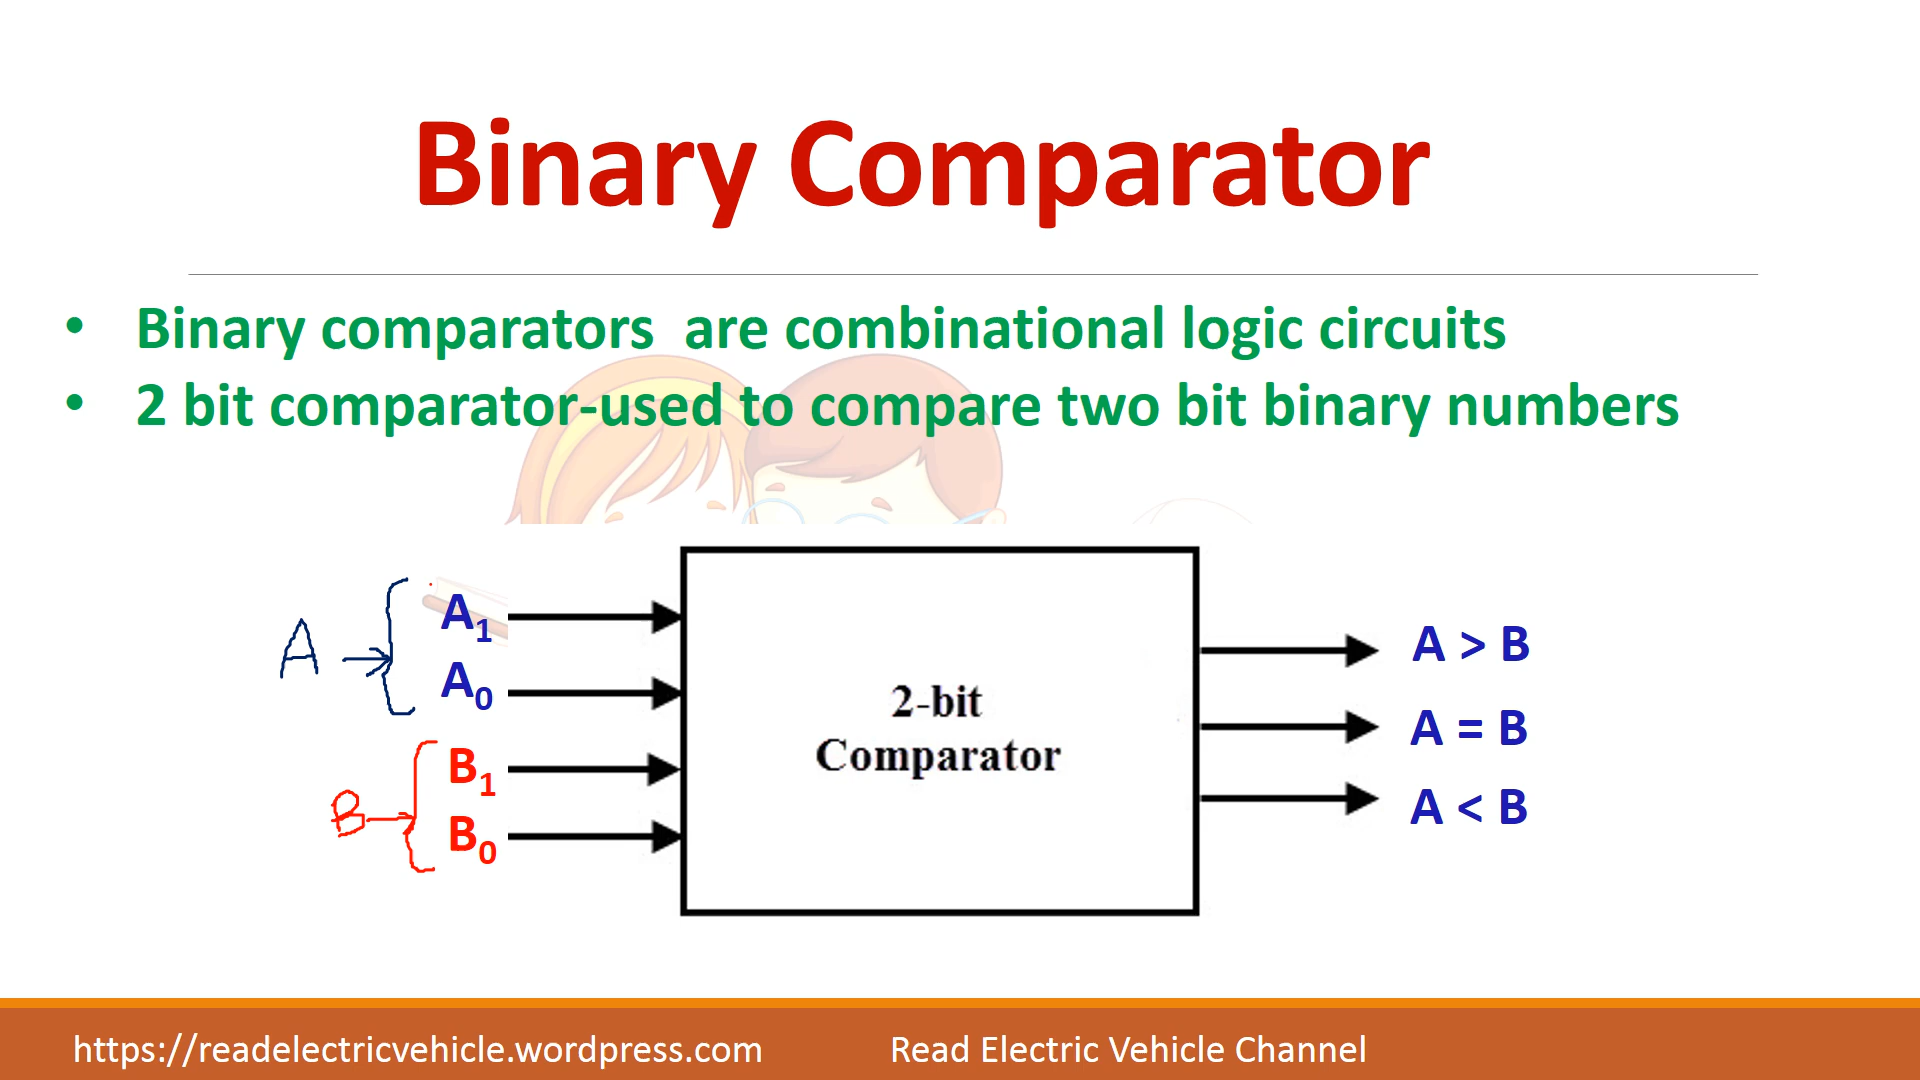 Binary Comparator
• Binary comparators are combinational logic circuits
• 2 bit comparator-used to compare two bit binary numbers
A
A₁
A₀
B
B₁
B₀
2-bit
Comparator
A > B
A = B
A < B
https://readelectricvehicle.wordpress.com
Read Electric Vehicle Channel